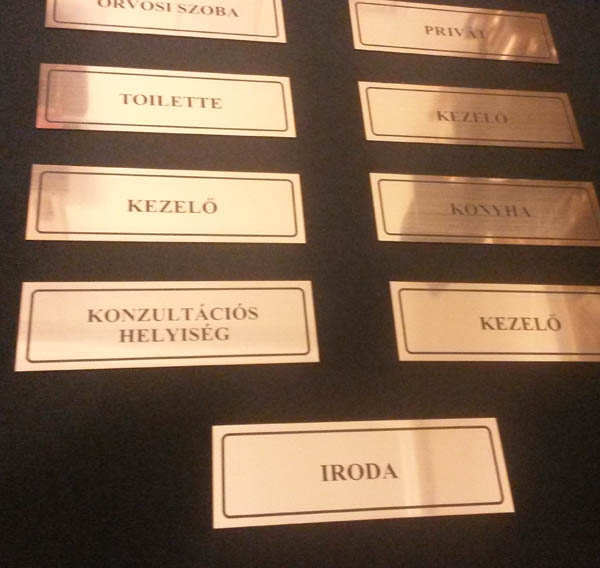 ORVOSI SZOBA
PRIVÁT
TOILETTE
KEZELŐ
KEZELŐ
KONYHA
KONZULTÁCIÓS
HELYISÉG
KEZELŐ
IRODA